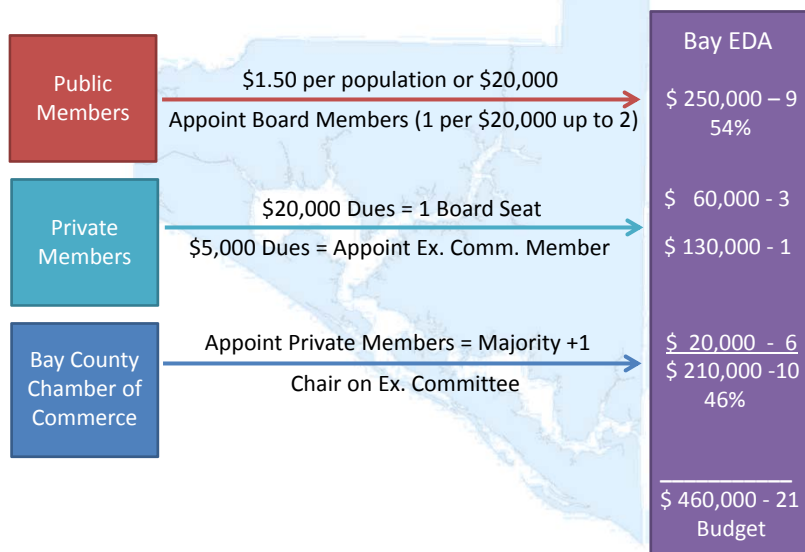 Public
Members
$1.50 per population or $20,000
Appoint Board Members (1 per $20,000 up to 2)
Private
Members
$20,000 Dues = 1 Board Seat
$5,000 Dues = Appoint Ex. Comm. Member
Bay County
Chamber of
Commerce
Appoint Private Members = Majority +1
Chair on Ex. Committee
Bay EDA
$ 250,000 – 9
54%
$ 60,000 - 3
$ 130,000 - 1
$ 20,000 - 6
$ 210,000 -10
46%
$ 460,000 - 21
Budget